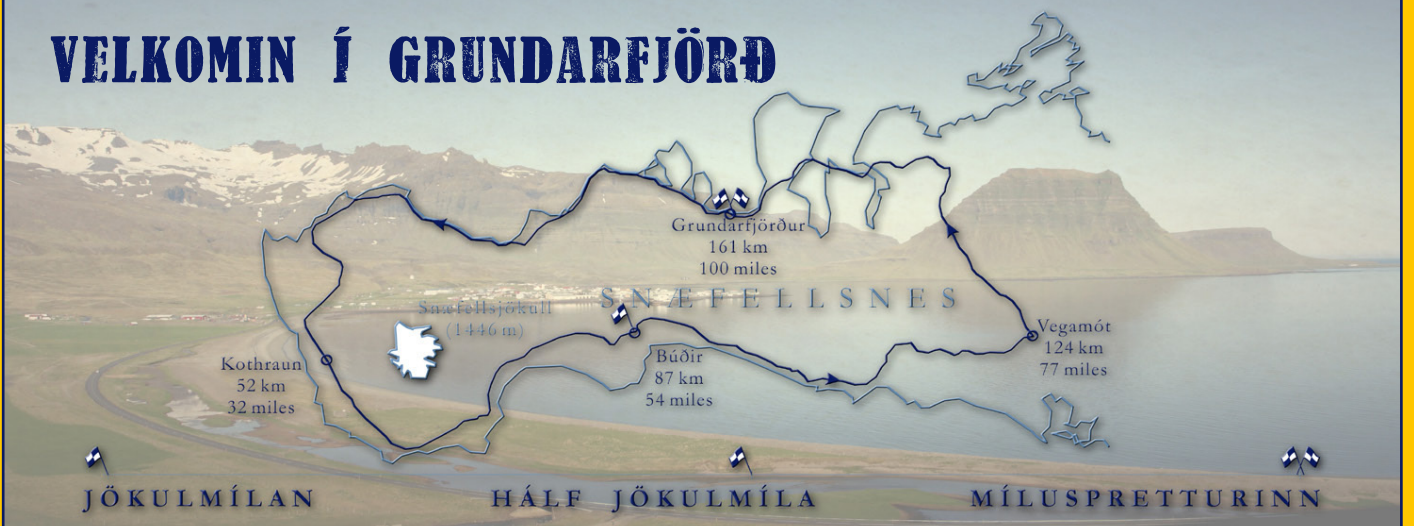 VELKOMIN Í GRUNDARFJÖRÐ
Grundarfjörður
161 km
100 miles
SNÆFELLSNES
Snæfellsjökull
(1446 m)
Vegamót
124 km
77 miles
Búðir
87 km
54 miles
Kothraun
52 km
32 miles
JÖKULMÍLAN
HÁLF JÖKULMÍLA
MÍLUSPRETTURINN